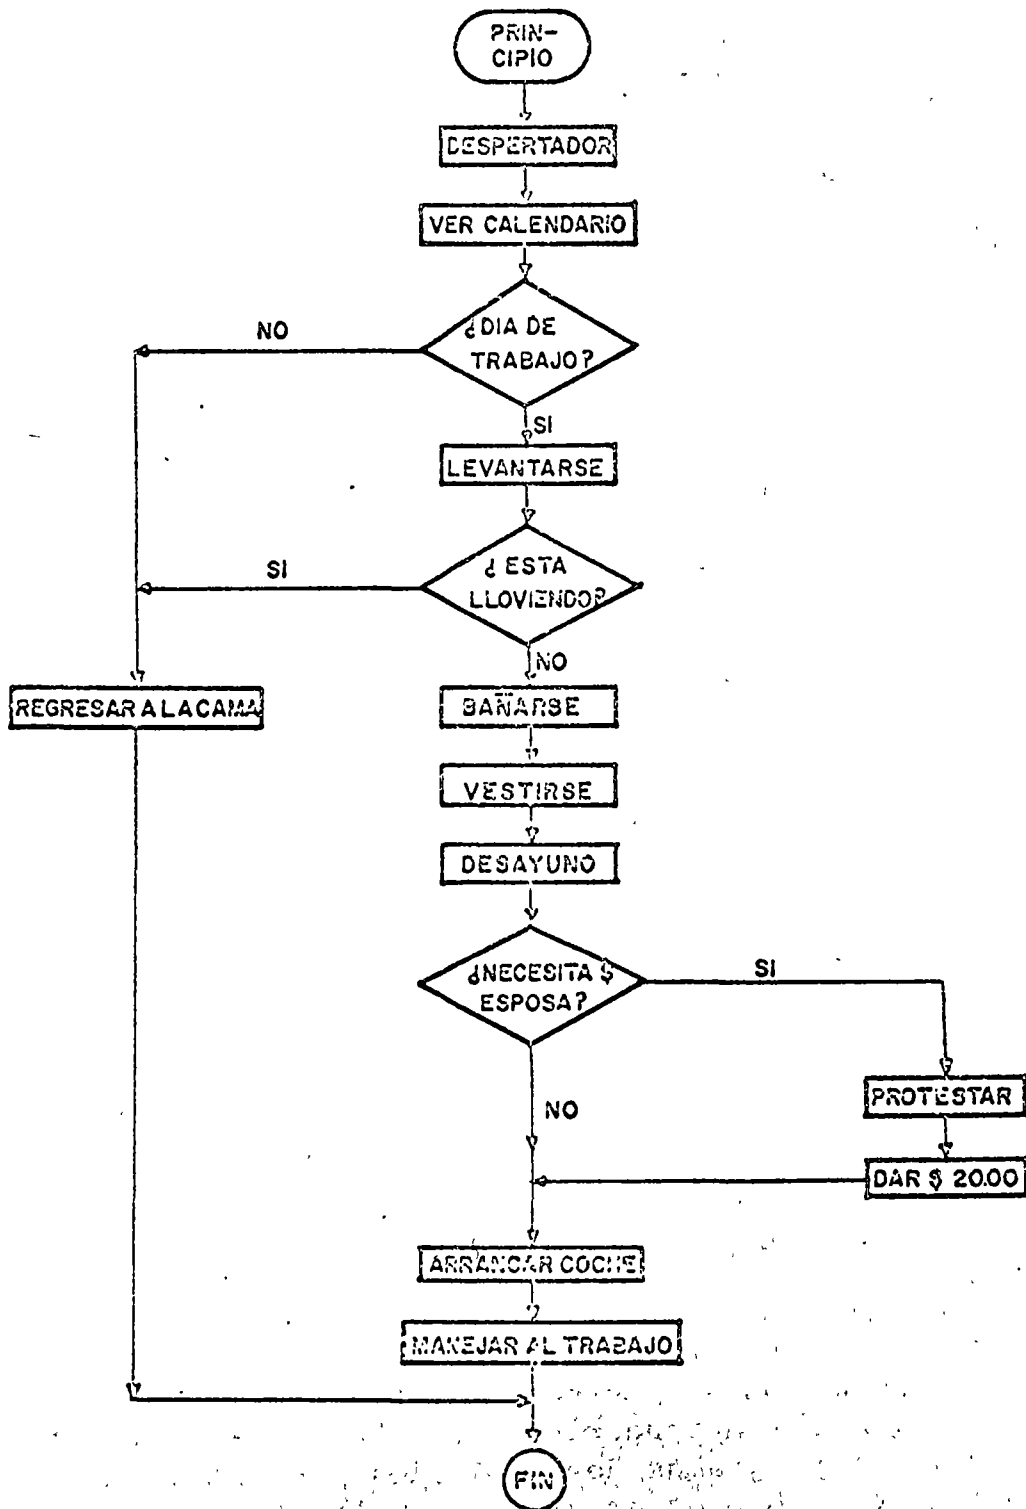 PRIN-
CIPIO
DESPERTADOR
VER CALENDARIO
¿DIA DE
TRABAJO?
NO
SI
LEVANTARSE
¿ESTA
LLOVIENDO?
SI
NO
REGRESAR A LA CAMA
BAÑARSE
VESTIRSE
DESAYUNO
¿NECESITA $
ESPOSA?
SI
NO
PROTESTAR
DAR $ 20.00
ARRANCAR COCHE
MANEJAR AL TRABAJO
FIN